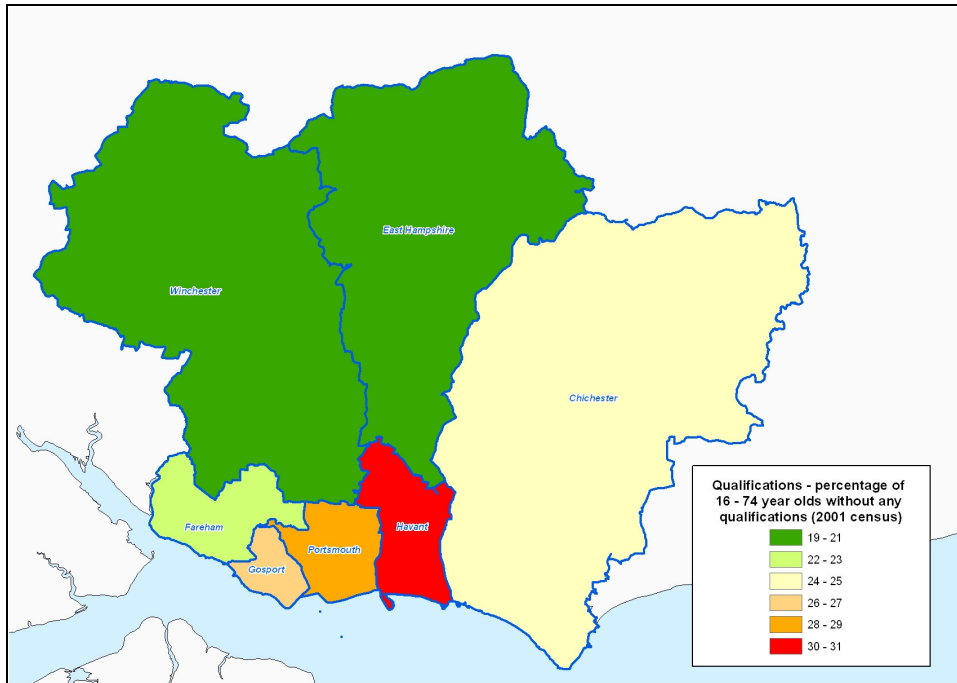 East Hampshire
Winchester
Chichester
Fareham
Portsmouth
Havant
Gosport
Qualifications - percentage of
16 - 74 year olds without any
qualifications (2001 census)
19 - 21
22 - 23
24 - 25
26 - 27
28 - 29
30 - 31